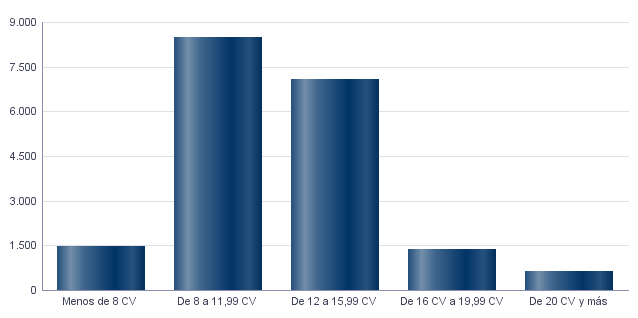 9.000
7.500
6.000
4.500
3.000
1.500
0
Menos de 8 CV
De 8 a 11,99 CV
De 12 a 15,99 CV
De 16 CV a 19,99 CV
De 20 CV y más